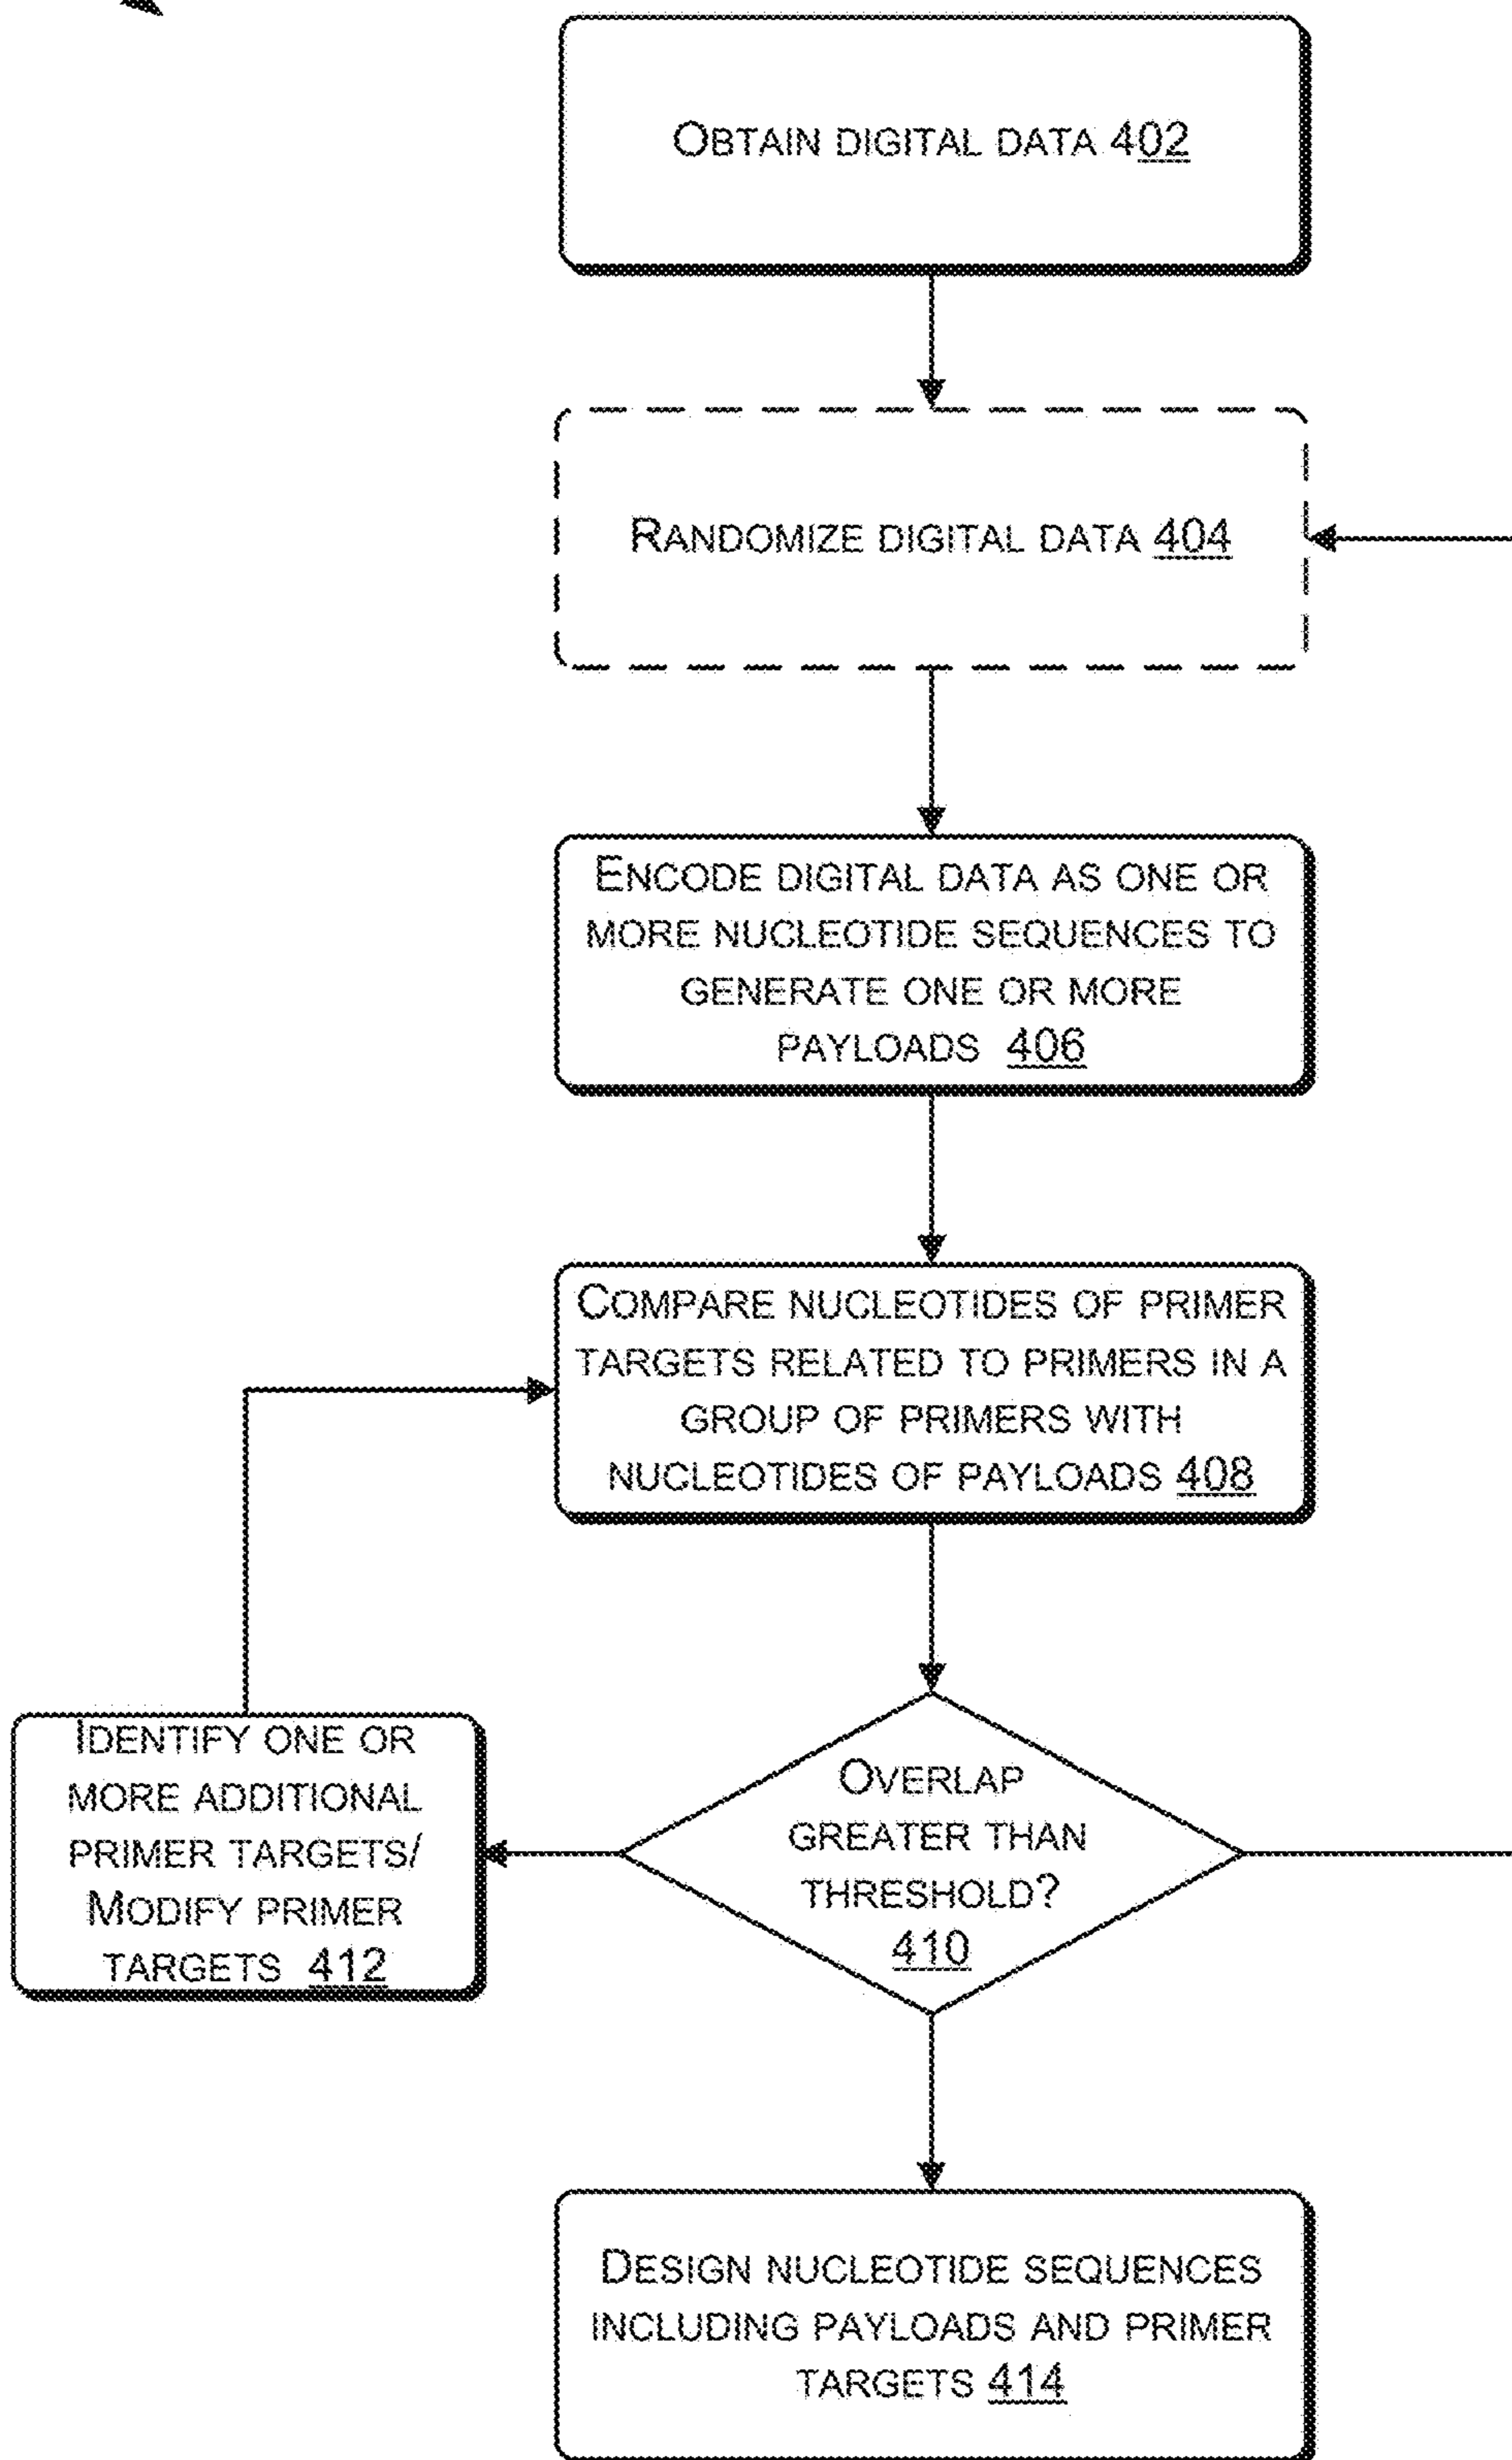 OBTAIN DIGITAL DATA 402
RANDOMIZE DIGITAL DATA 404
ENCODE DIGITAL DATA AS ONE OR
MORE NUCLEOTIDE SEQUENCES TO
GENERATE ONE OR MORE
PAYLOADS 406
COMPARE NUCLEOTIDES OF PRIMER
TARGETS RELATED TO PRIMERS IN A
GROUP OF PRIMERS WITH
NUCLEOTIDES OF PAYLOADS 408
IDENTIFY ONE OR
MORE ADDITIONAL
PRIMER TARGETS/
MODIFY PRIMER
TARGETS 412
OVERLAP
GREATER THAN
THRESHOLD?
410
DESIGN NUCLEOTIDE SEQUENCES
INCLUDING PAYLOADS AND PRIMER
TARGETS 414